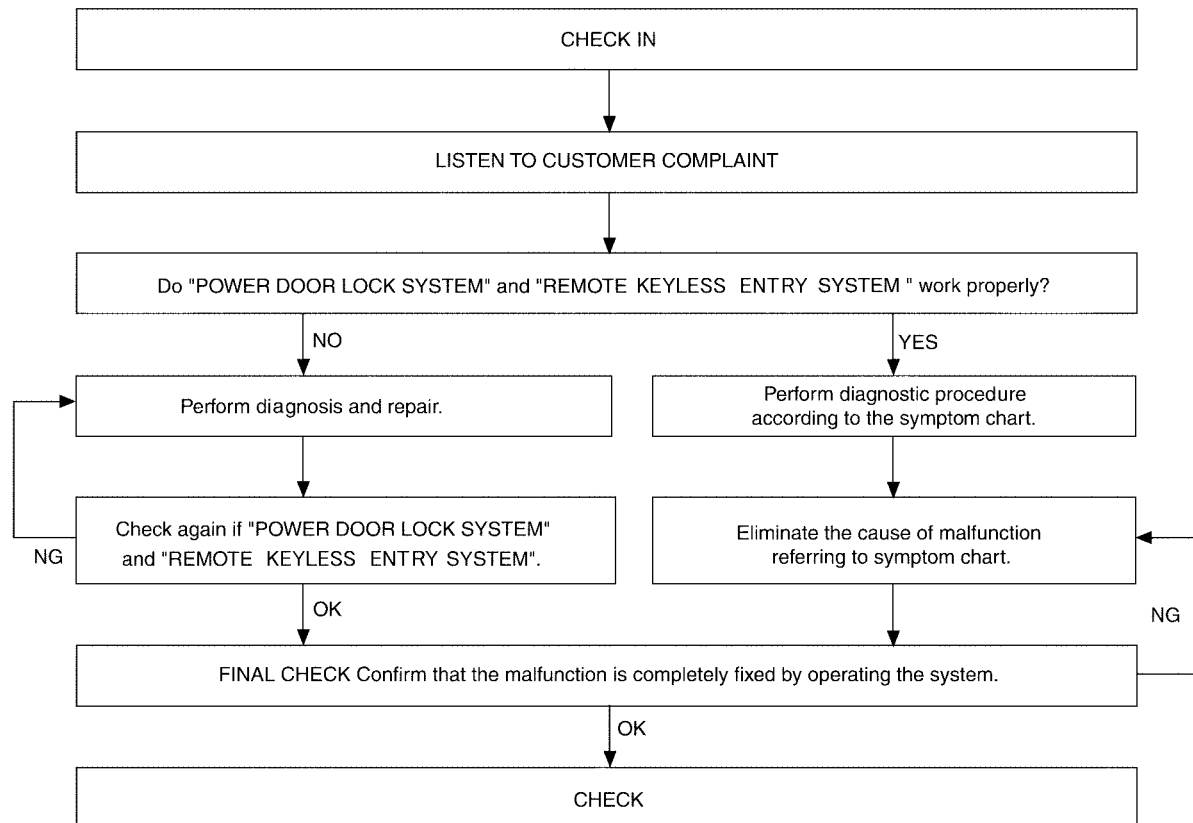 CHECK IN
LISTEN TO CUSTOMER COMPLAINT
Do "POWER DOOR LOCK SYSTEM" and "REMOTE KEYLESS ENTRY SYSTEM" work properly?
NO
YES
Perform diagnosis and repair.
Perform diagnostic procedure
according to the symptom chart.
Check again if "POWER DOOR LOCK SYSTEM"
and "REMOTE KEYLESS ENTRY SYSTEM".
NG
Eliminate the cause of malfunction
referring to symptom chart.
OK
NG
FINAL CHECK Confirm that the malfunction is completely fixed by operating the system.
OK
CHECK